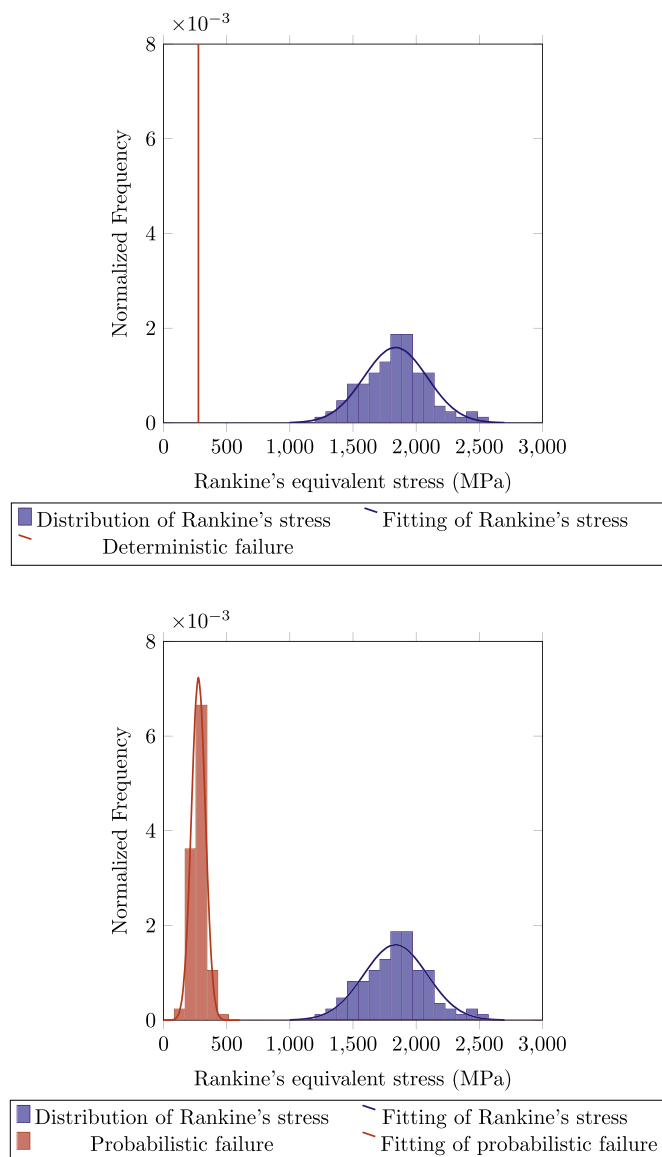 ×10⁻³
8
6
4
2
0
Normalized Frequency
0 500 1,000 1,500 2,000 2,500 3,000
Rankine's equivalent stress (MPa)
Distribution of Rankine's stress Fitting of Rankine's stress
Deterministic failure
×10⁻³
8
6
4
2
0
Normalized Frequency
0 500 1,000 1,500 2,000 2,500 3,000
Rankine's equivalent stress (MPa)
Distribution of Rankine's stress Fitting of Rankine's stress
Probabilistic failure Fitting of probabilistic failure